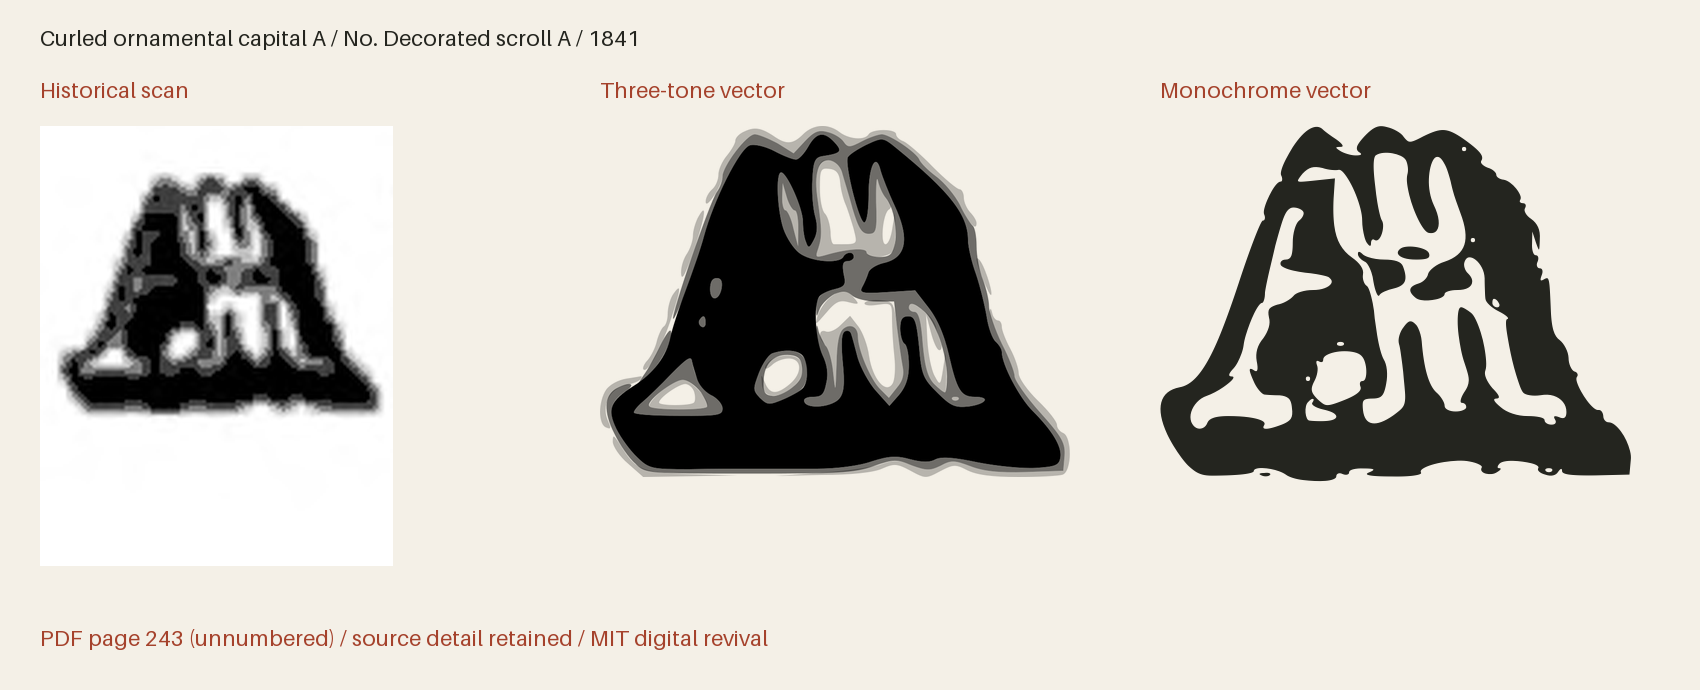 Curled ornamental capital A / No. Decorated scroll A / 1841
Historical scan
Three-tone vector
Monochrome vector
PDF page 243 (unnumbered) / source detail retained / MIT digital revival